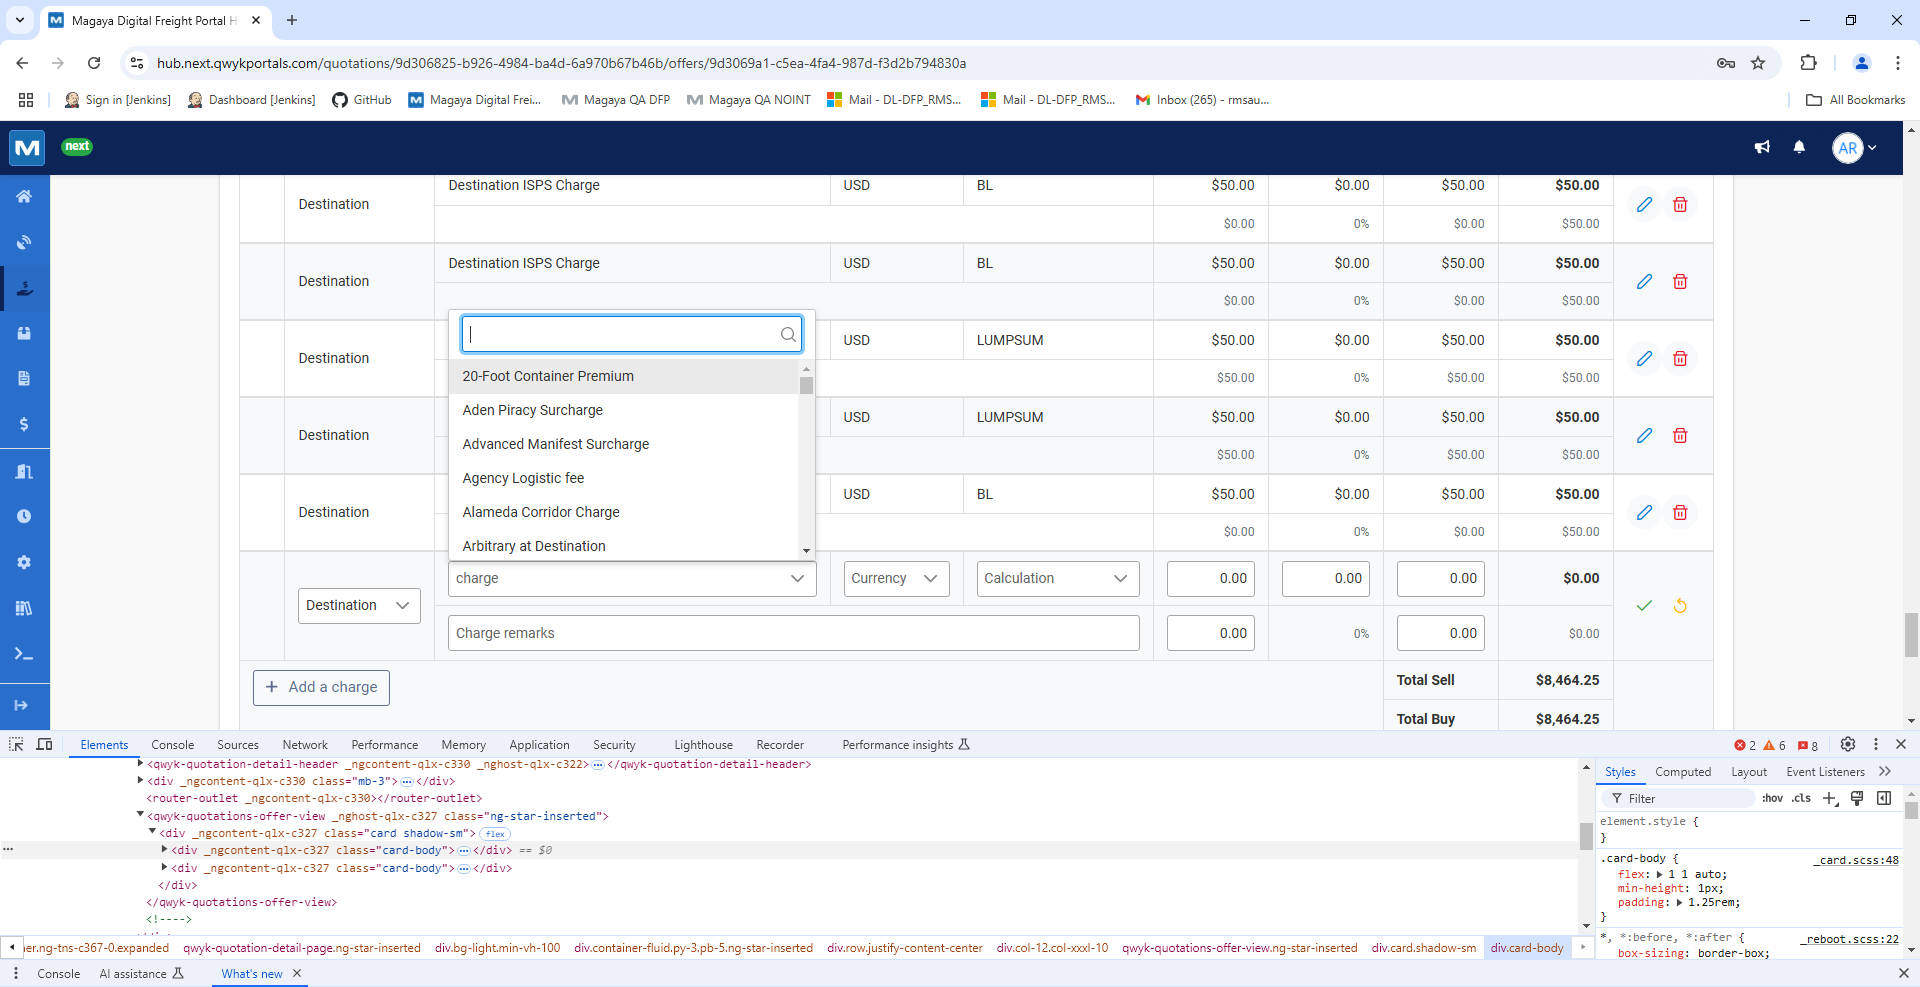 Magaya Digital Freight Portal H
hub.next.qwykportals.com/quotations/9d306825-b926-4984-ba4d-6a970b67b46b/offers/9d3069a1-c5ea-4fa4-987d-f3d2b794830a
Sign in [Jenkins]
Dashboard [Jenkins]
GitHub
Magaya Digital Frei...
Magaya QA DFP
Magaya QA NOINT
Mail - DL-DFP_RMS...
Mail - DL-DFP_RMS...
Inbox (265) - rmsau...
All Bookmarks
next
AR
Destination
Destination ISPS Charge USD BL $50.00 $0.00 $50.00 $50.00
$0.00 0% $0.00 $50.00
Destination
Destination ISPS Charge USD BL $50.00 $0.00 $50.00 $50.00
$0.00 0% $0.00 $50.00
Destination
USD LUMPSUM $50.00 $0.00 $50.00 $50.00
$50.00 0% $50.00 $50.00
Destination
USD LUMPSUM $50.00 $0.00 $50.00 $50.00
$50.00 0% $50.00 $50.00
Destination
USD BL $50.00 $0.00 $50.00 $50.00
$0.00 0% $0.00 $50.00
20-Foot Container Premium
Aden Piracy Surcharge
Advanced Manifest Surcharge
Agency Logistic fee
Alameda Corridor Charge
Arbitrary at Destination
Destination
charge Currency Calculation 0.00 0.00 0.00 $0.00
Charge remarks 0.00 0% 0.00 $0.00
+ Add a charge
Total Sell $8,464.25
Total Buy $8,464.25
Elements Console Sources Network Performance Memory Application Security Lighthouse Recorder Performance insights
2 6 8
<qwyk-quotation-detail-header _ngcontent-qlx-c330 _nghost-qlx-c322>…</qwyk-quotation-detail-header>
<div _ngcontent-qlx-c330 class="mb-3">…</div>
<router-outlet _ngcontent-qlx-c330></router-outlet>
<qwyk-quotations-offer-view _nghost-qlx-c327 class="ng-star-inserted">
<div _ngcontent-qlx-c327 class="card shadow-sm"> flex
<div _ngcontent-qlx-c327 class="card-body">…</div> == $0
<div _ngcontent-qlx-c327 class="card-body">…</div>
</div>
</qwyk-quotations-offer-view>
<!---->
Styles Computed Layout Event Listeners
Filter :hov .cls
element.style {
}
.card-body { _card.scss:48
flex: 1 1 auto;
min-height: 1px;
padding: 1.25rem;
}
*, *:before, *:after { _reboot.scss:22
box-sizing: border-box;
ner.ng-tns-c367-0.expanded qwyk-quotation-detail-page.ng-star-inserted div.bg-light.min-vh-100 div.container-fluid.py-3.pb-5.ng-star-inserted div.row.justify-content-center div.col-12.col-xxxl-10 qwyk-quotations-offer-view.ng-star-inserted div.card.shadow-sm div.card-body
Console AI assistance What's new